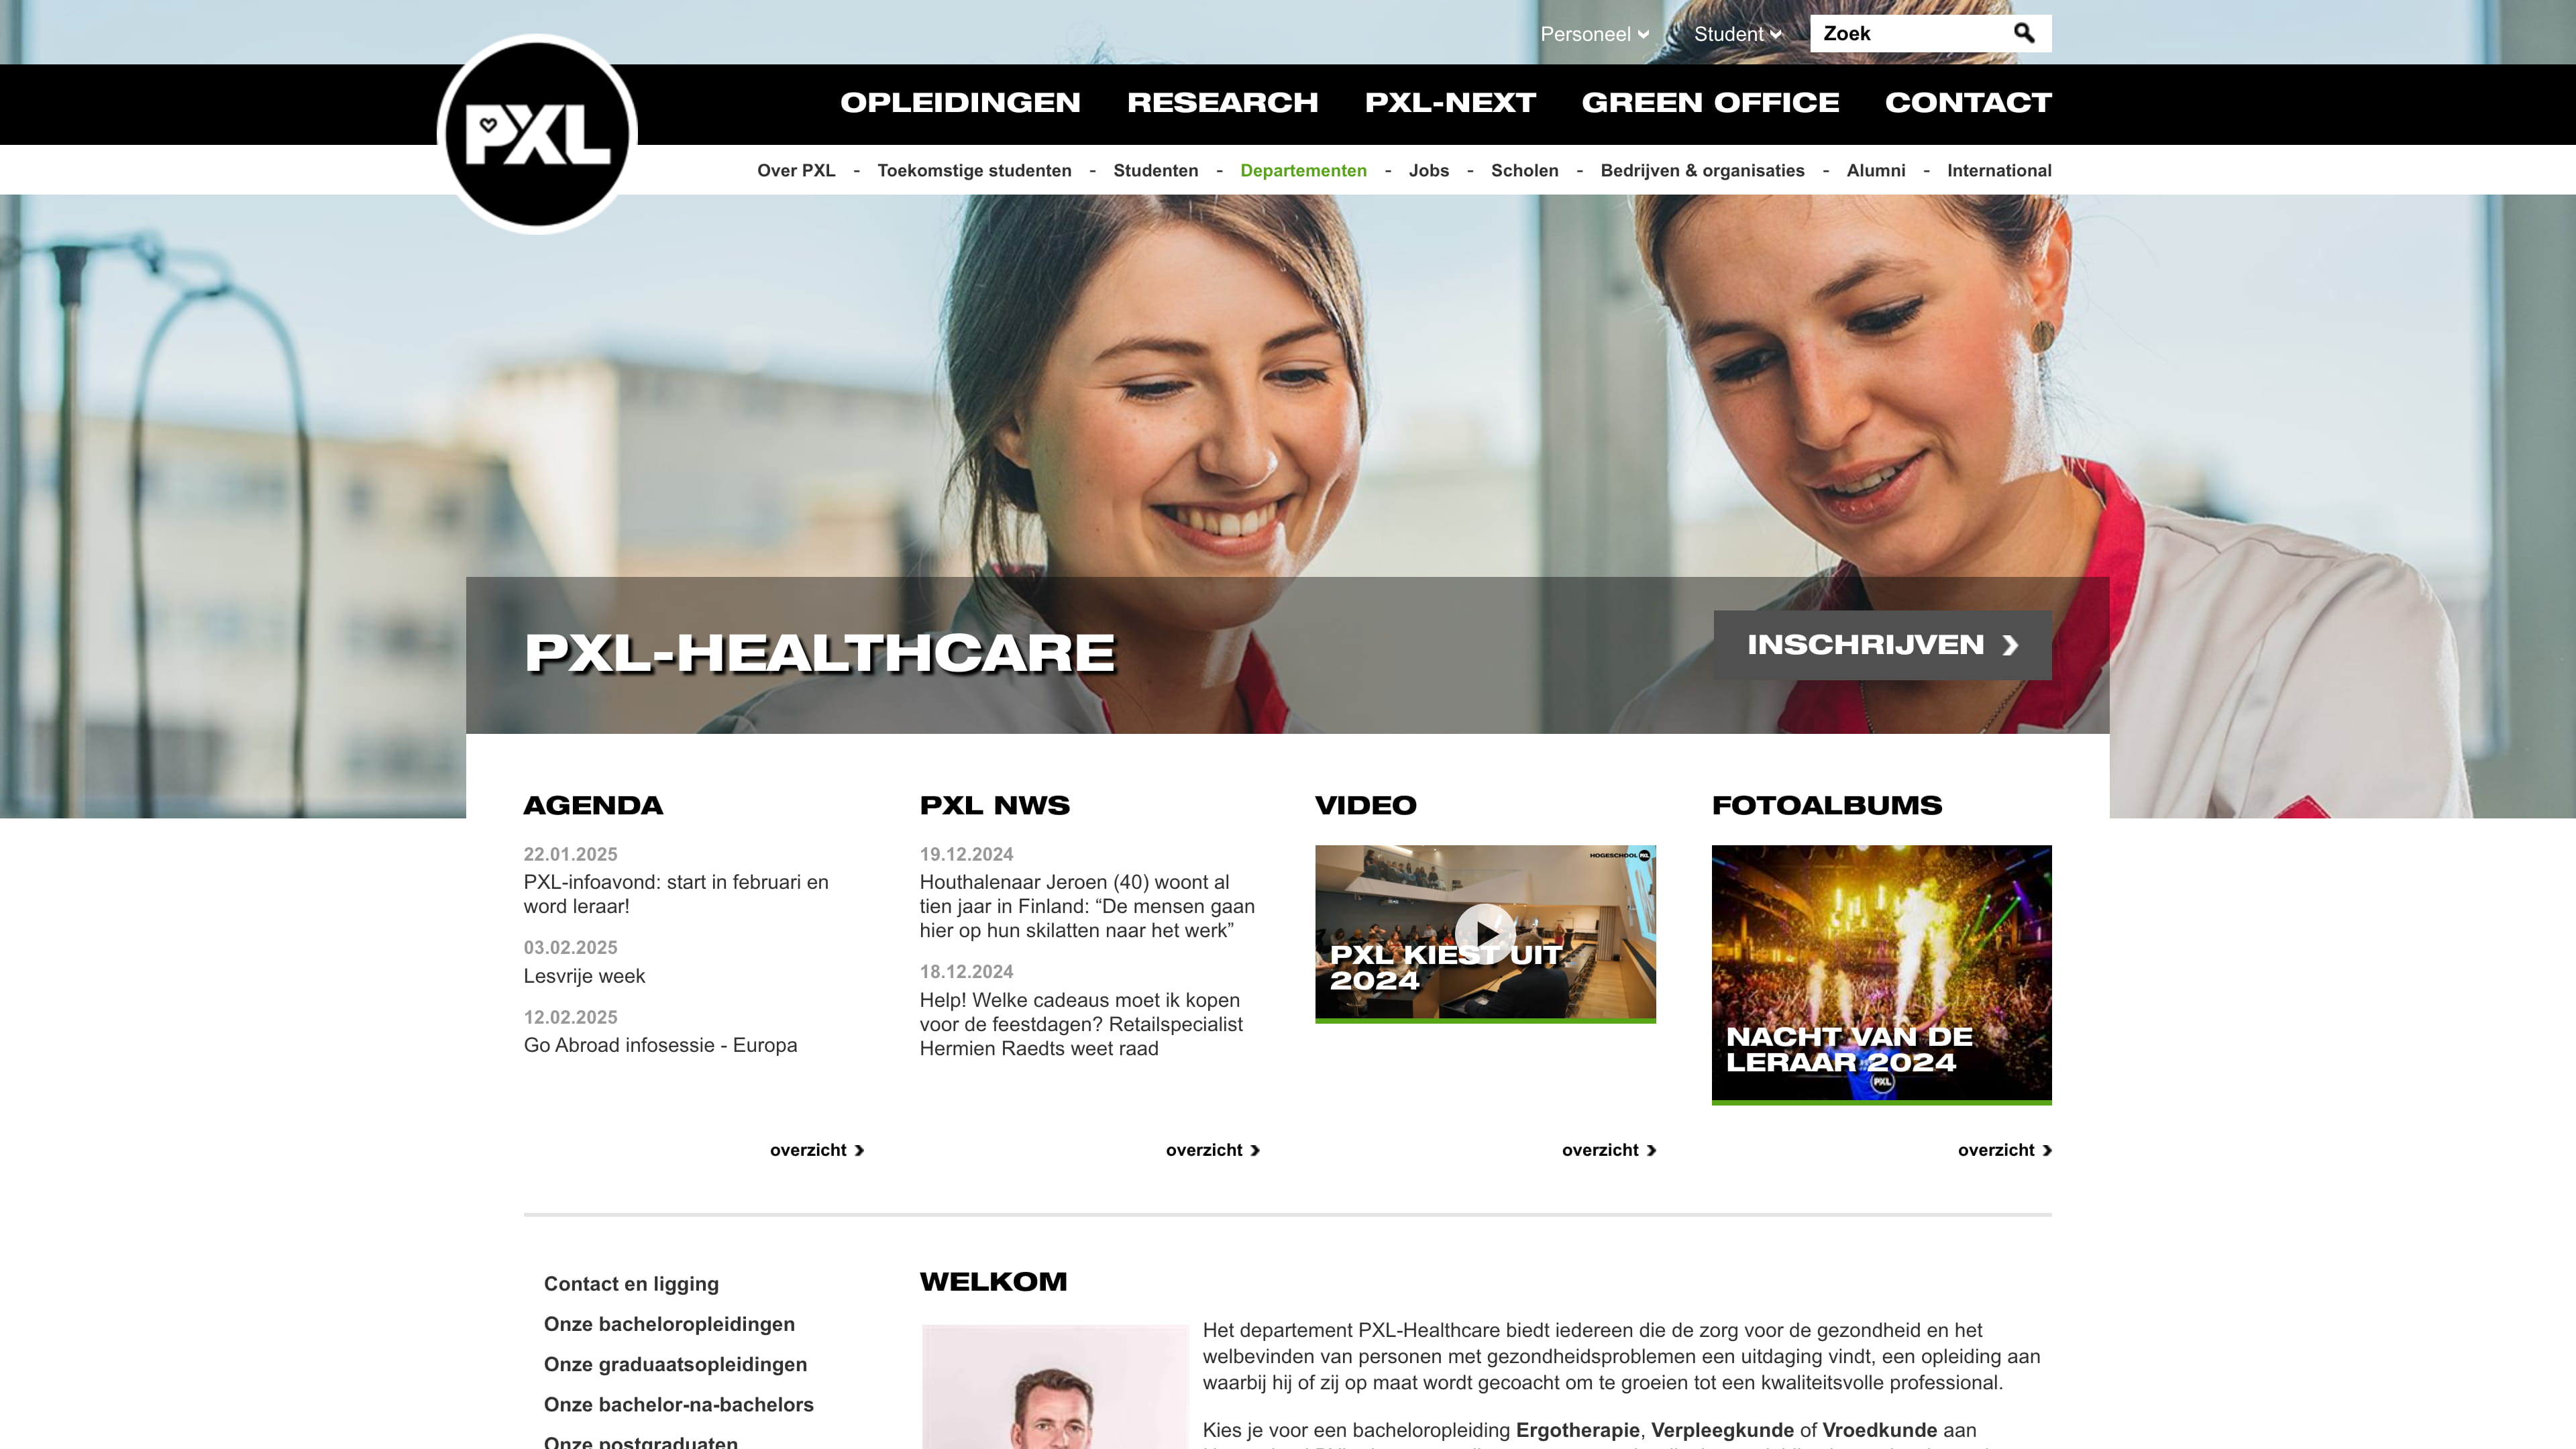 Personeel
Student
Zoek
PXL
OPLEIDINGEN
RESEARCH
PXL-NEXT
GREEN OFFICE
CONTACT
Over PXL - Toekomstige studenten - Studenten - Departementen - Jobs - Scholen - Bedrijven & organisaties - Alumni - International
PXL-HEALTHCARE
INSCHRIJVEN
AGENDA
22.01.2025
PXL-infoavond: start in februari en
word leraar!
03.02.2025
Lesvrije week
12.02.2025
Go Abroad infosessie - Europa
overzicht
PXL NWS
19.12.2024
Houthalenaar Jeroen (40) woont al
tien jaar in Finland: “De mensen gaan
hier op hun skilatten naar het werk”
18.12.2024
Help! Welke cadeaus moet ik kopen
voor de feestdagen? Retailspecialist
Hermien Raedts weet raad
overzicht
VIDEO
HOGESCHOOL PXL
PXL KIEST UIT
2024
overzicht
FOTOALBUMS
NACHT VAN DE
LERAAR 2024
PXL
overzicht
Contact en ligging
Onze bacheloropleidingen
Onze graduaatsopleidingen
Onze bachelor-na-bachelors
Onze postgraduaten
WELKOM
Het departement PXL-Healthcare biedt iedereen die de zorg voor de gezondheid en het
welbevinden van personen met gezondheidsproblemen een uitdaging vindt, een opleiding aan
waarbij hij of zij op maat wordt gecoacht om te groeien tot een kwaliteitsvolle professional.
Kies je voor een bacheloropleiding Ergotherapie, Verpleegkunde of Vroedkunde aan